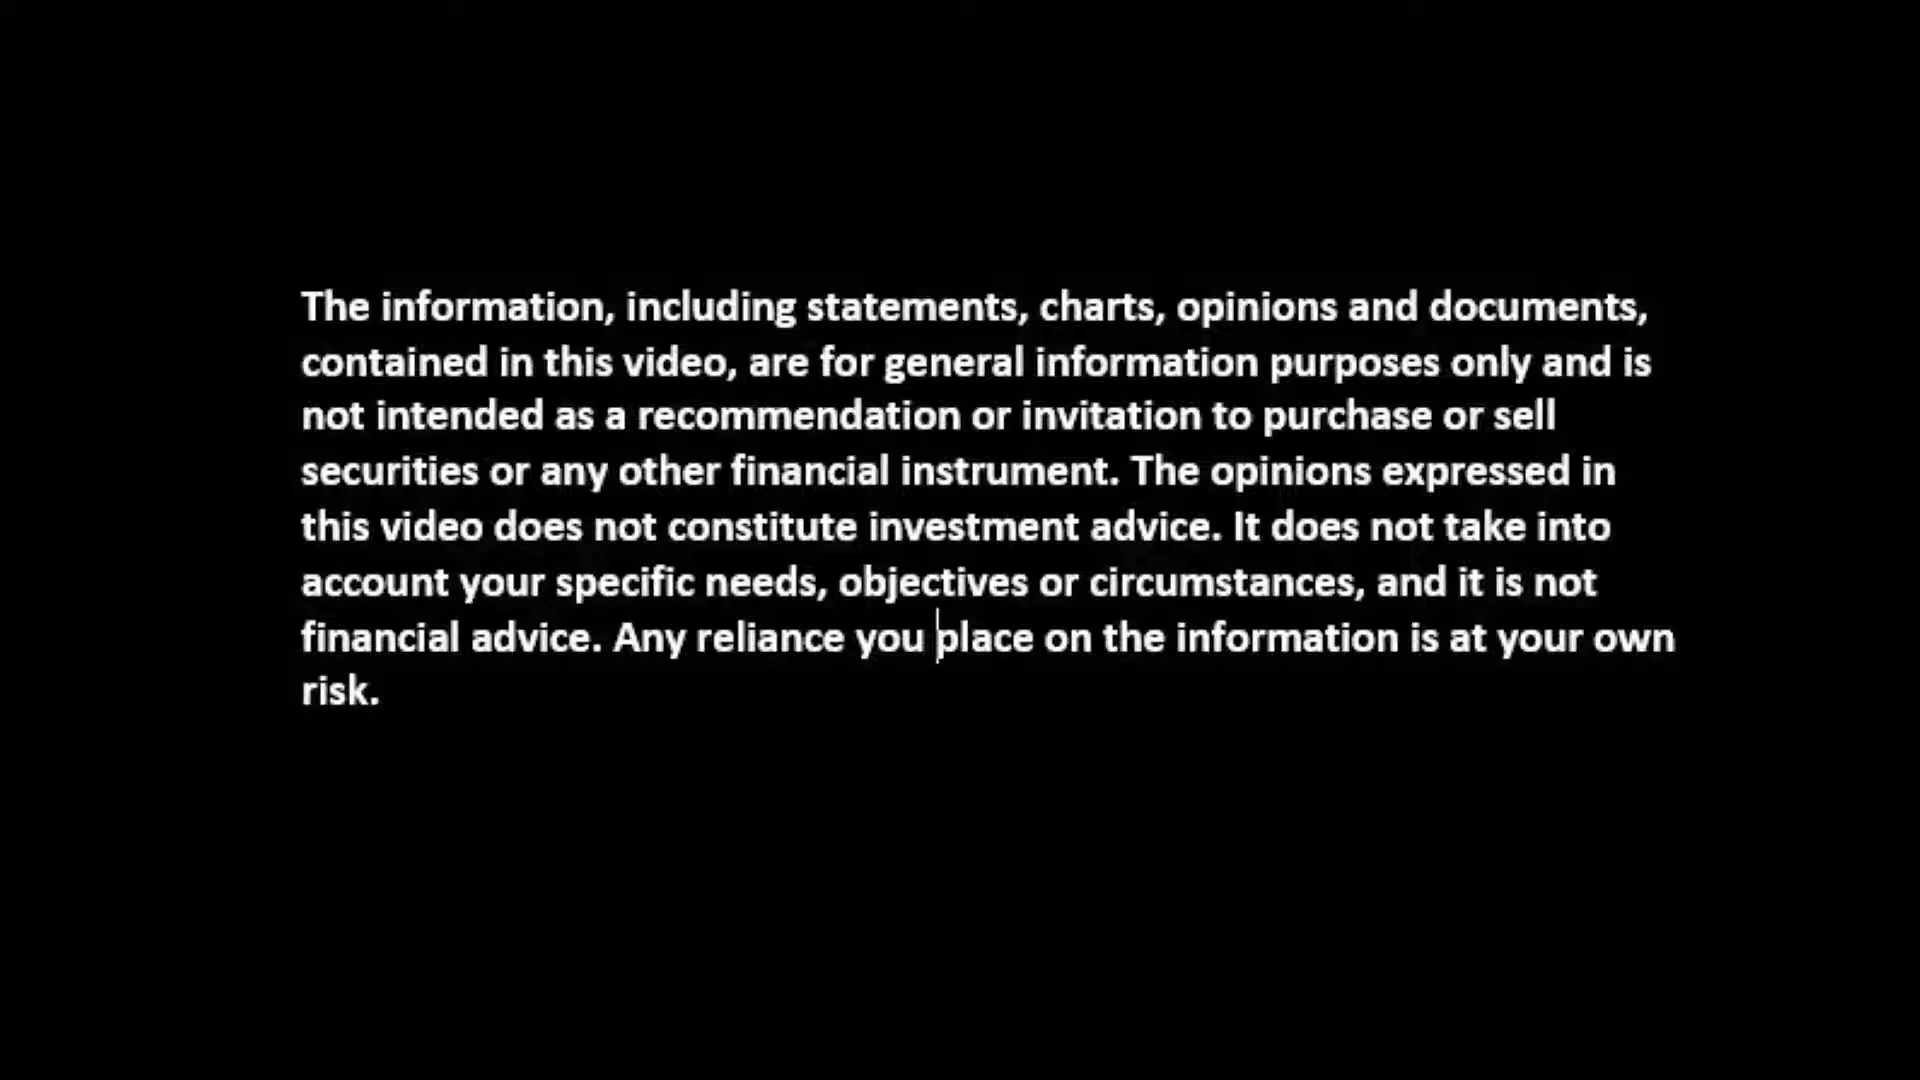 The information, including statements, charts, opinions and documents,
contained in this video, are for general information purposes only and is
not intended as a recommendation or invitation to purchase or sell
securities or any other financial instrument. The opinions expressed in
this video does not constitute investment advice. It does not take into
account your specific needs, objectives or circumstances, and it is not
financial advice. Any reliance you place on the information is at your own
risk.